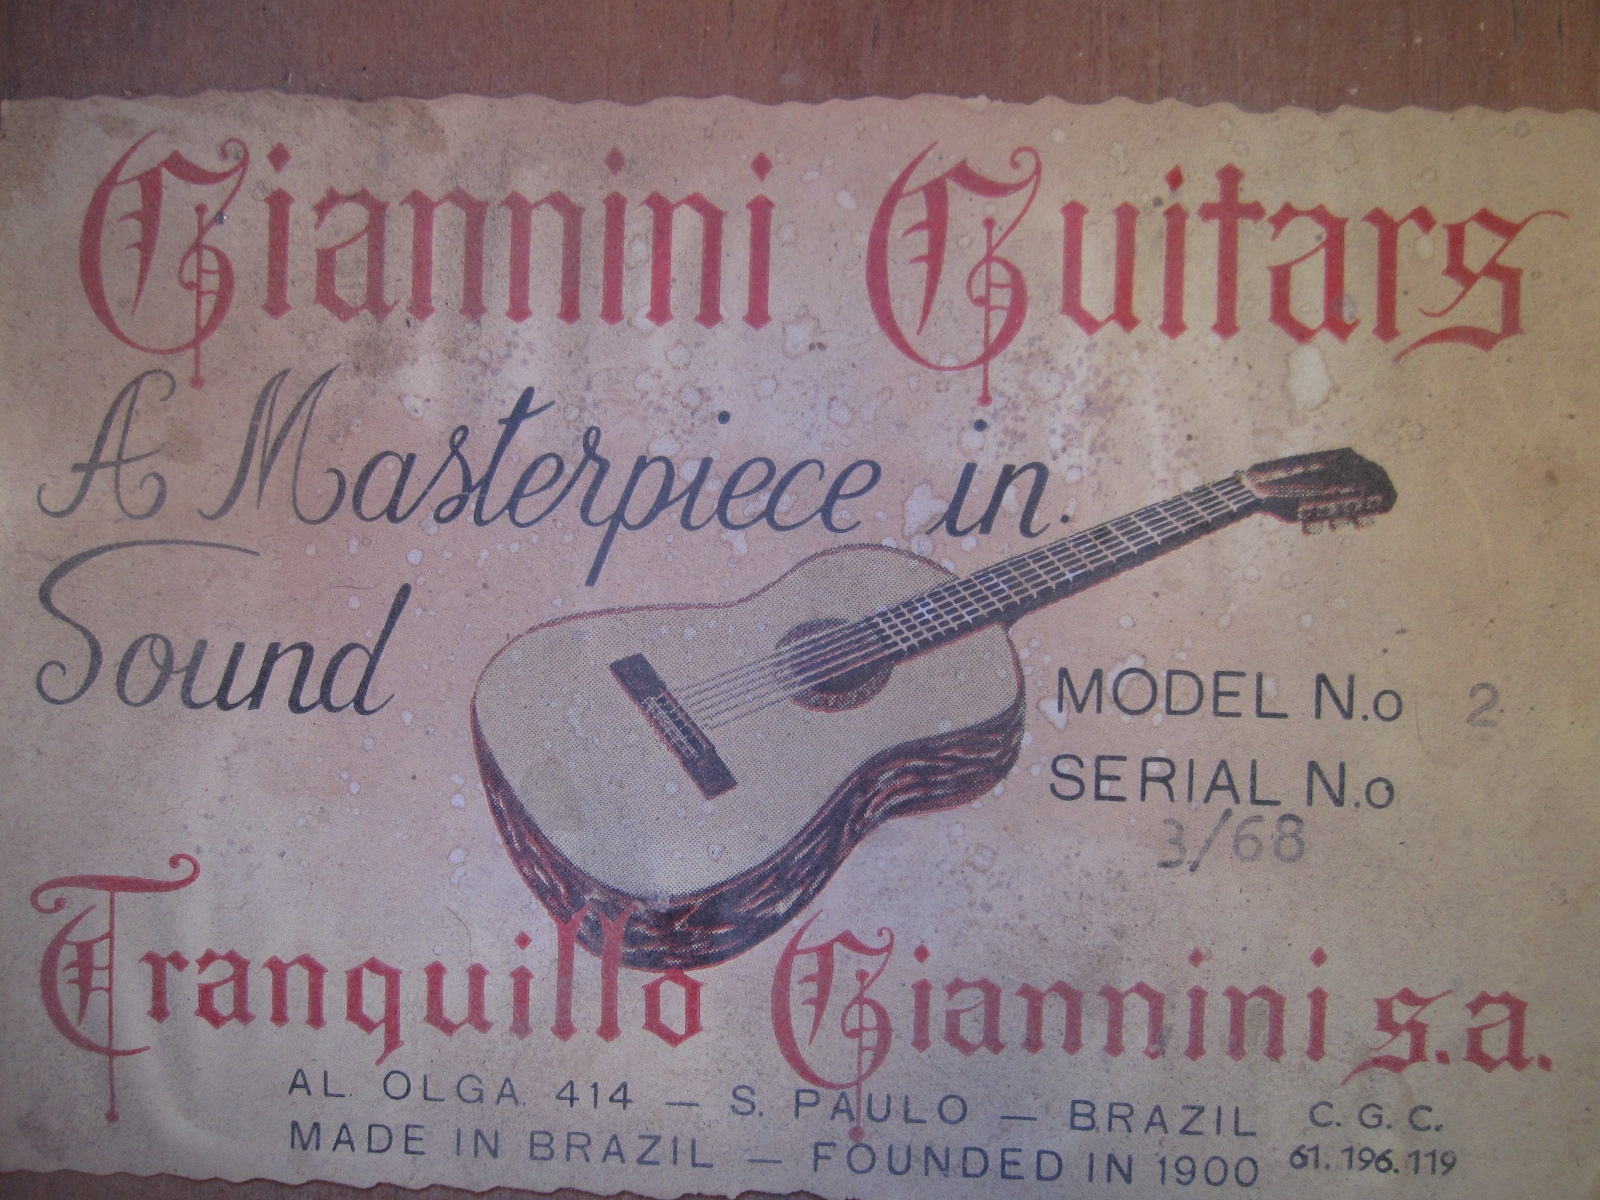 Giannini Guitars
A Masterpiece in
Sound
MODEL N.o 2
SERIAL N.o
3/68
Tranquillo Giannini s.a.
AL. OLGA. 414 — S. PAULO — BRAZIL C. G. C.
MADE IN BRAZIL — FOUNDED IN 1900 61.196.119